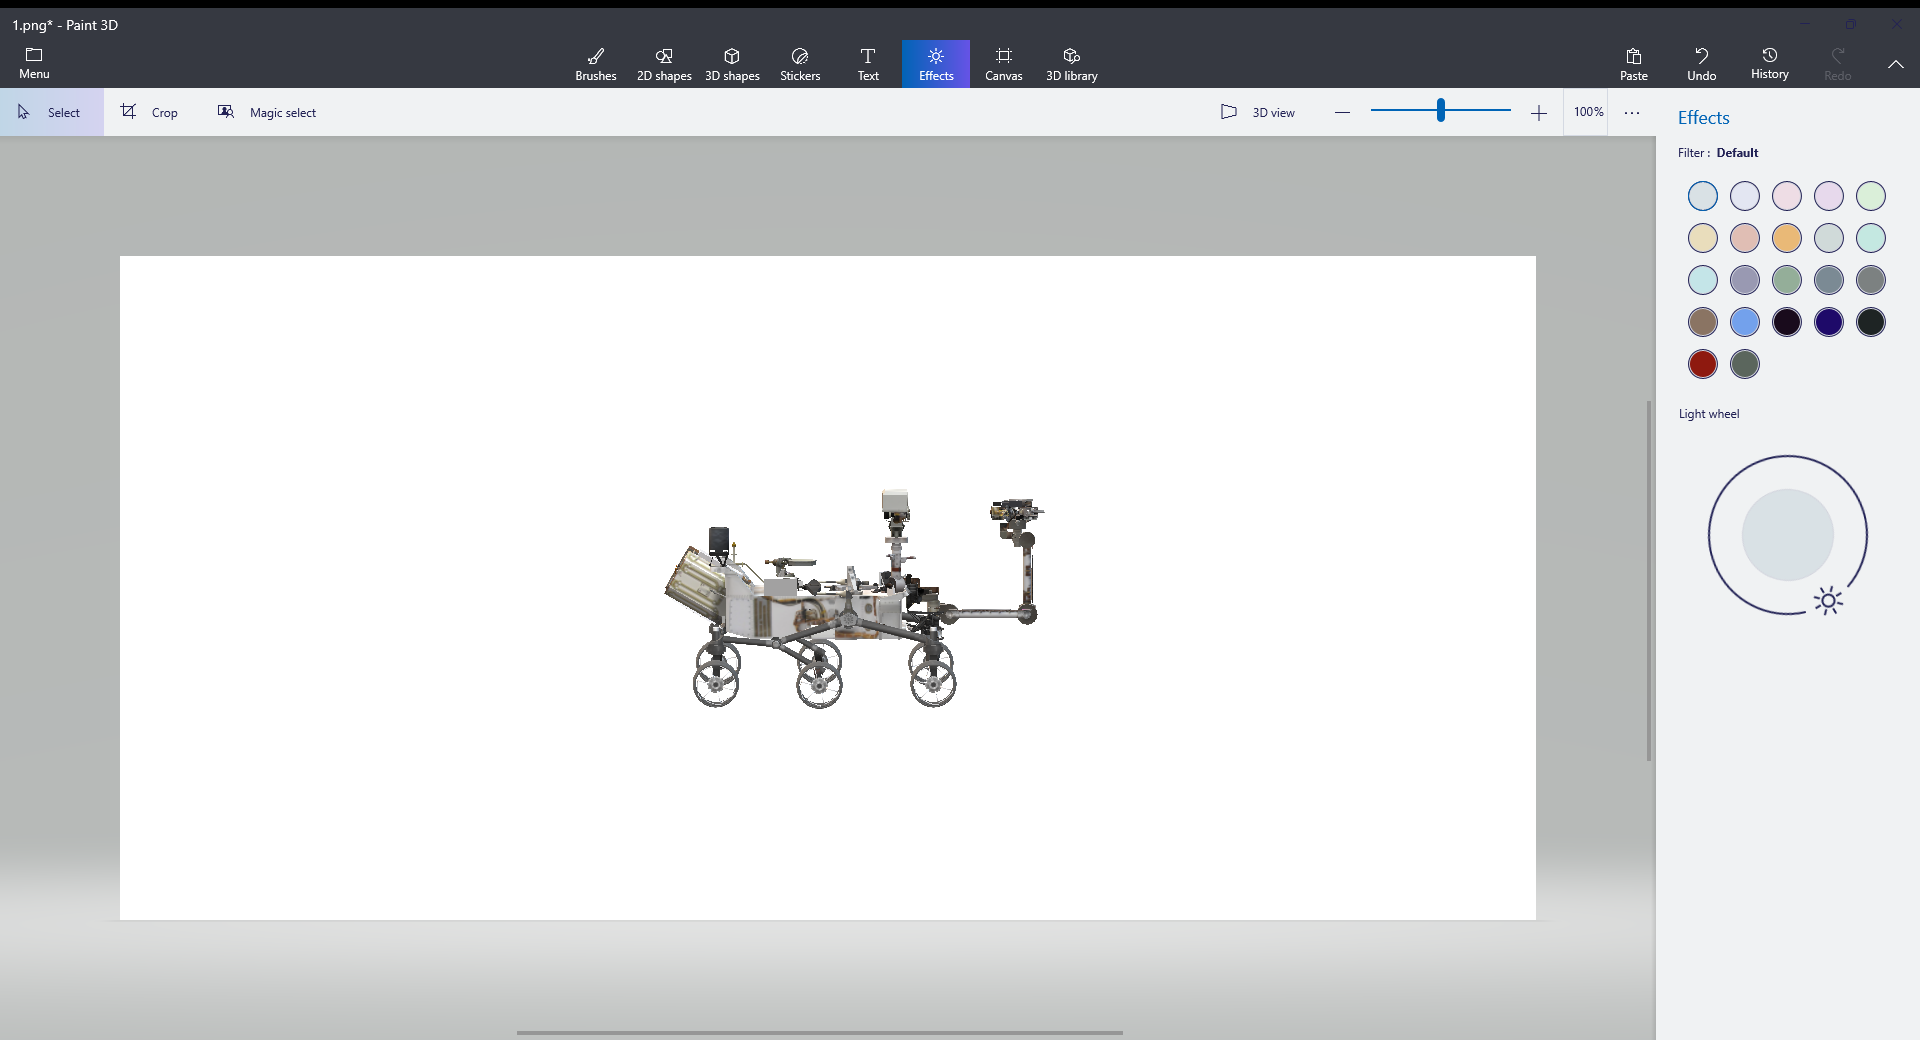 1.png* - Paint 3D
Menu
Brushes
2D shapes
3D shapes
Stickers
Text
Effects
Canvas
3D library
Paste
Undo
History
Redo
Select
Crop
Magic select
3D view
100%
Effects
Filter : Default
Light wheel